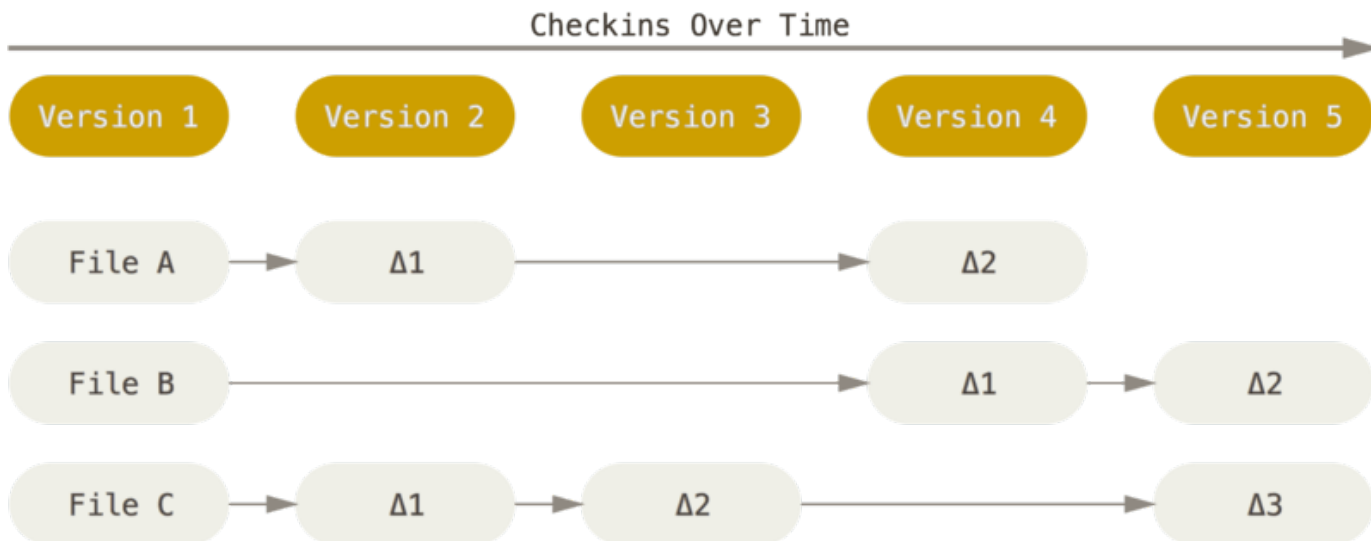 Checkins Over Time
Version 1 Version 2 Version 3 Version 4 Version 5
File A Δ1 Δ2
File B Δ1 Δ2
File C Δ1 Δ2 Δ3